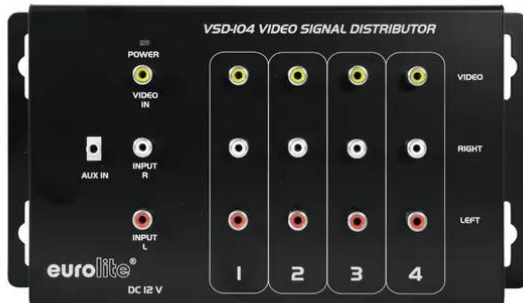 VSD-104 VIDEO SIGNAL DISTRIBUTOR
POWER
VIDEO
IN
VIDEO
AUX IN
INPUT
R
RIGHT
INPUT
L
LEFT
eurolite®
DC 12 V
1 2 3 4